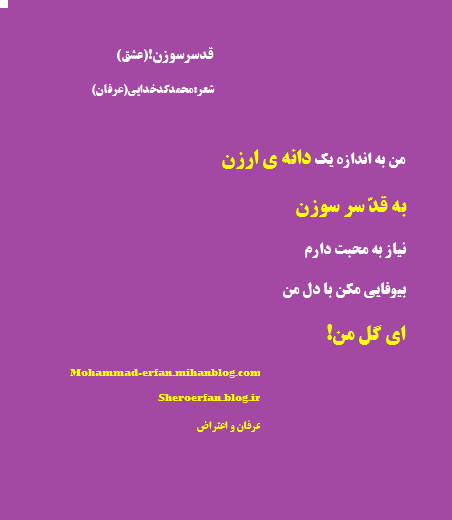 قدسرسوزن!(عشق)
شعر:محمدکدخدایی(عرفان)
من به اندازه یک دانه ی ارزن
به قدّ سر سوزن
نیاز به محبت دارم
بیوفایی مکن با دل من
ای گل من!
Mohammad-erfan.mihanblog.com
Sheroerfan.blog.ir
عرفان و اعتراض